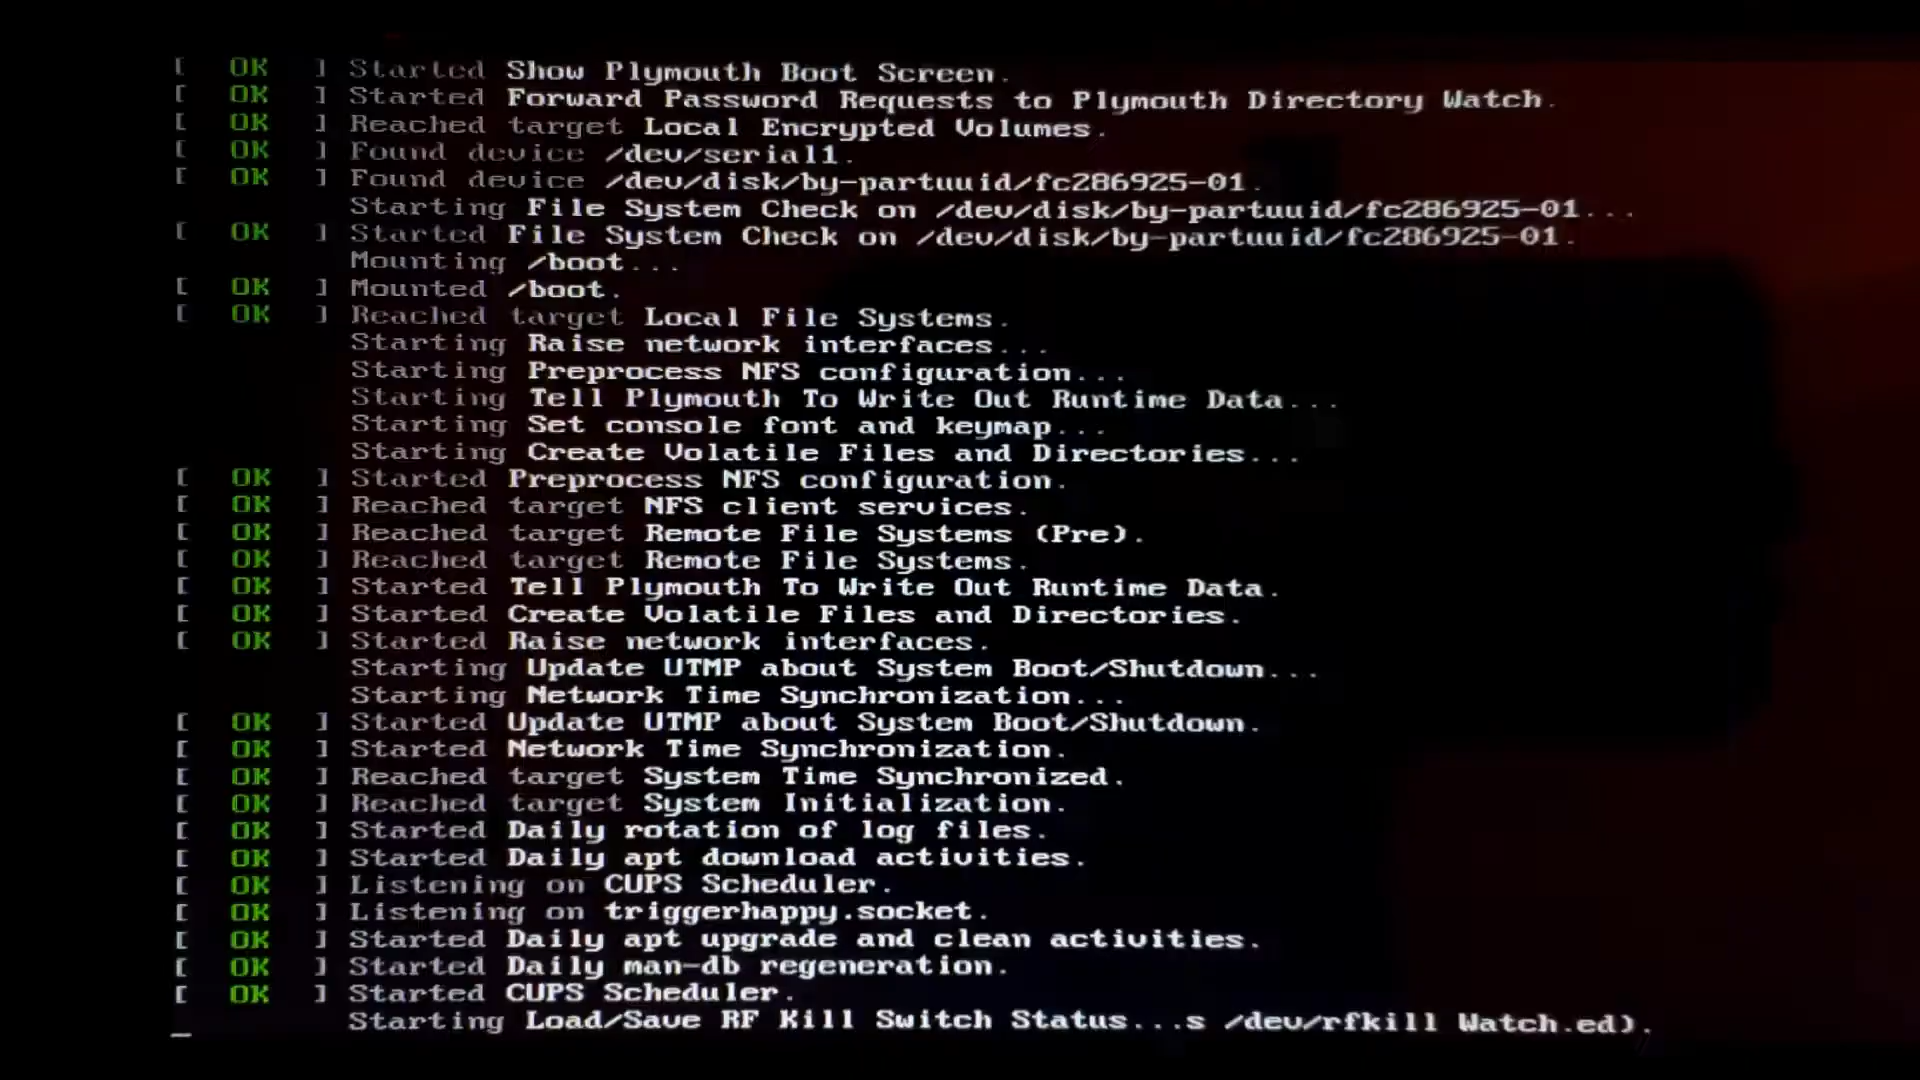 [  OK  ] Started Show Plymouth Boot Screen.
[  OK  ] Started Forward Password Requests to Plymouth Directory Watch.
[  OK  ] Reached target Local Encrypted Volumes.
[  OK  ] Found device /dev/serial1.
[  OK  ] Found device /dev/disk/by-partuuid/fc286925-01.
Starting File System Check on /dev/disk/by-partuuid/fc286925-01...
[  OK  ] Started File System Check on /dev/disk/by-partuuid/fc286925-01.
Mounting /boot...
[  OK  ] Mounted /boot.
[  OK  ] Reached target Local File Systems.
Starting Raise network interfaces...
Starting Preprocess NFS configuration...
Starting Tell Plymouth To Write Out Runtime Data...
Starting Set console font and keymap...
Starting Create Volatile Files and Directories...
[  OK  ] Started Preprocess NFS configuration.
[  OK  ] Reached target NFS client services.
[  OK  ] Reached target Remote File Systems (Pre).
[  OK  ] Reached target Remote File Systems.
[  OK  ] Started Tell Plymouth To Write Out Runtime Data.
[  OK  ] Started Create Volatile Files and Directories.
[  OK  ] Started Raise network interfaces.
Starting Update UTMP about System Boot/Shutdown...
Starting Network Time Synchronization...
[  OK  ] Started Update UTMP about System Boot/Shutdown.
[  OK  ] Started Network Time Synchronization.
[  OK  ] Reached target System Time Synchronized.
[  OK  ] Reached target System Initialization.
[  OK  ] Started Daily rotation of log files.
[  OK  ] Started Daily apt download activities.
[  OK  ] Listening on CUPS Scheduler.
[  OK  ] Listening on triggerhappy.socket.
[  OK  ] Started Daily apt upgrade and clean activities.
[  OK  ] Started Daily man-db regeneration.
[  OK  ] Started CUPS Scheduler.
Starting Load/Save RF Kill Switch Status...s /dev/rfkill Watch.ed).
_